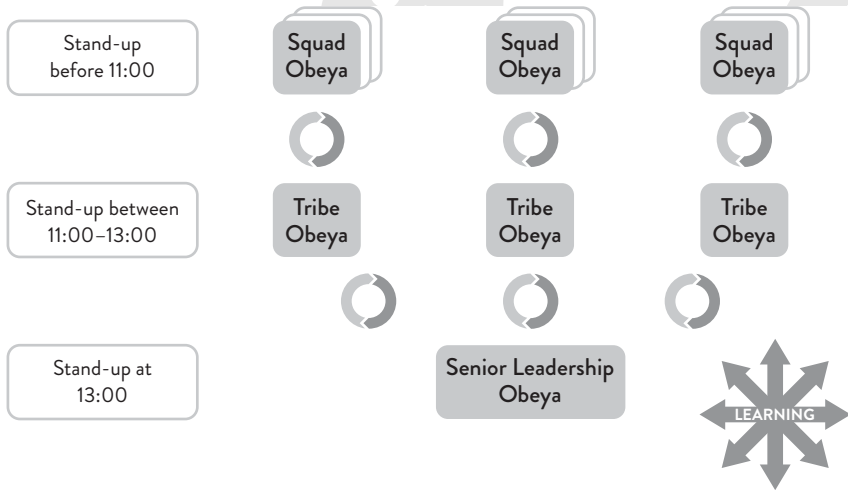 Stand-up
before 11:00
Squad
Obeya
Squad
Obeya
Squad
Obeya
Stand-up between
11:00–13:00
Tribe
Obeya
Tribe
Obeya
Tribe
Obeya
Stand-up at
13:00
Senior Leadership
Obeya
LEARNING